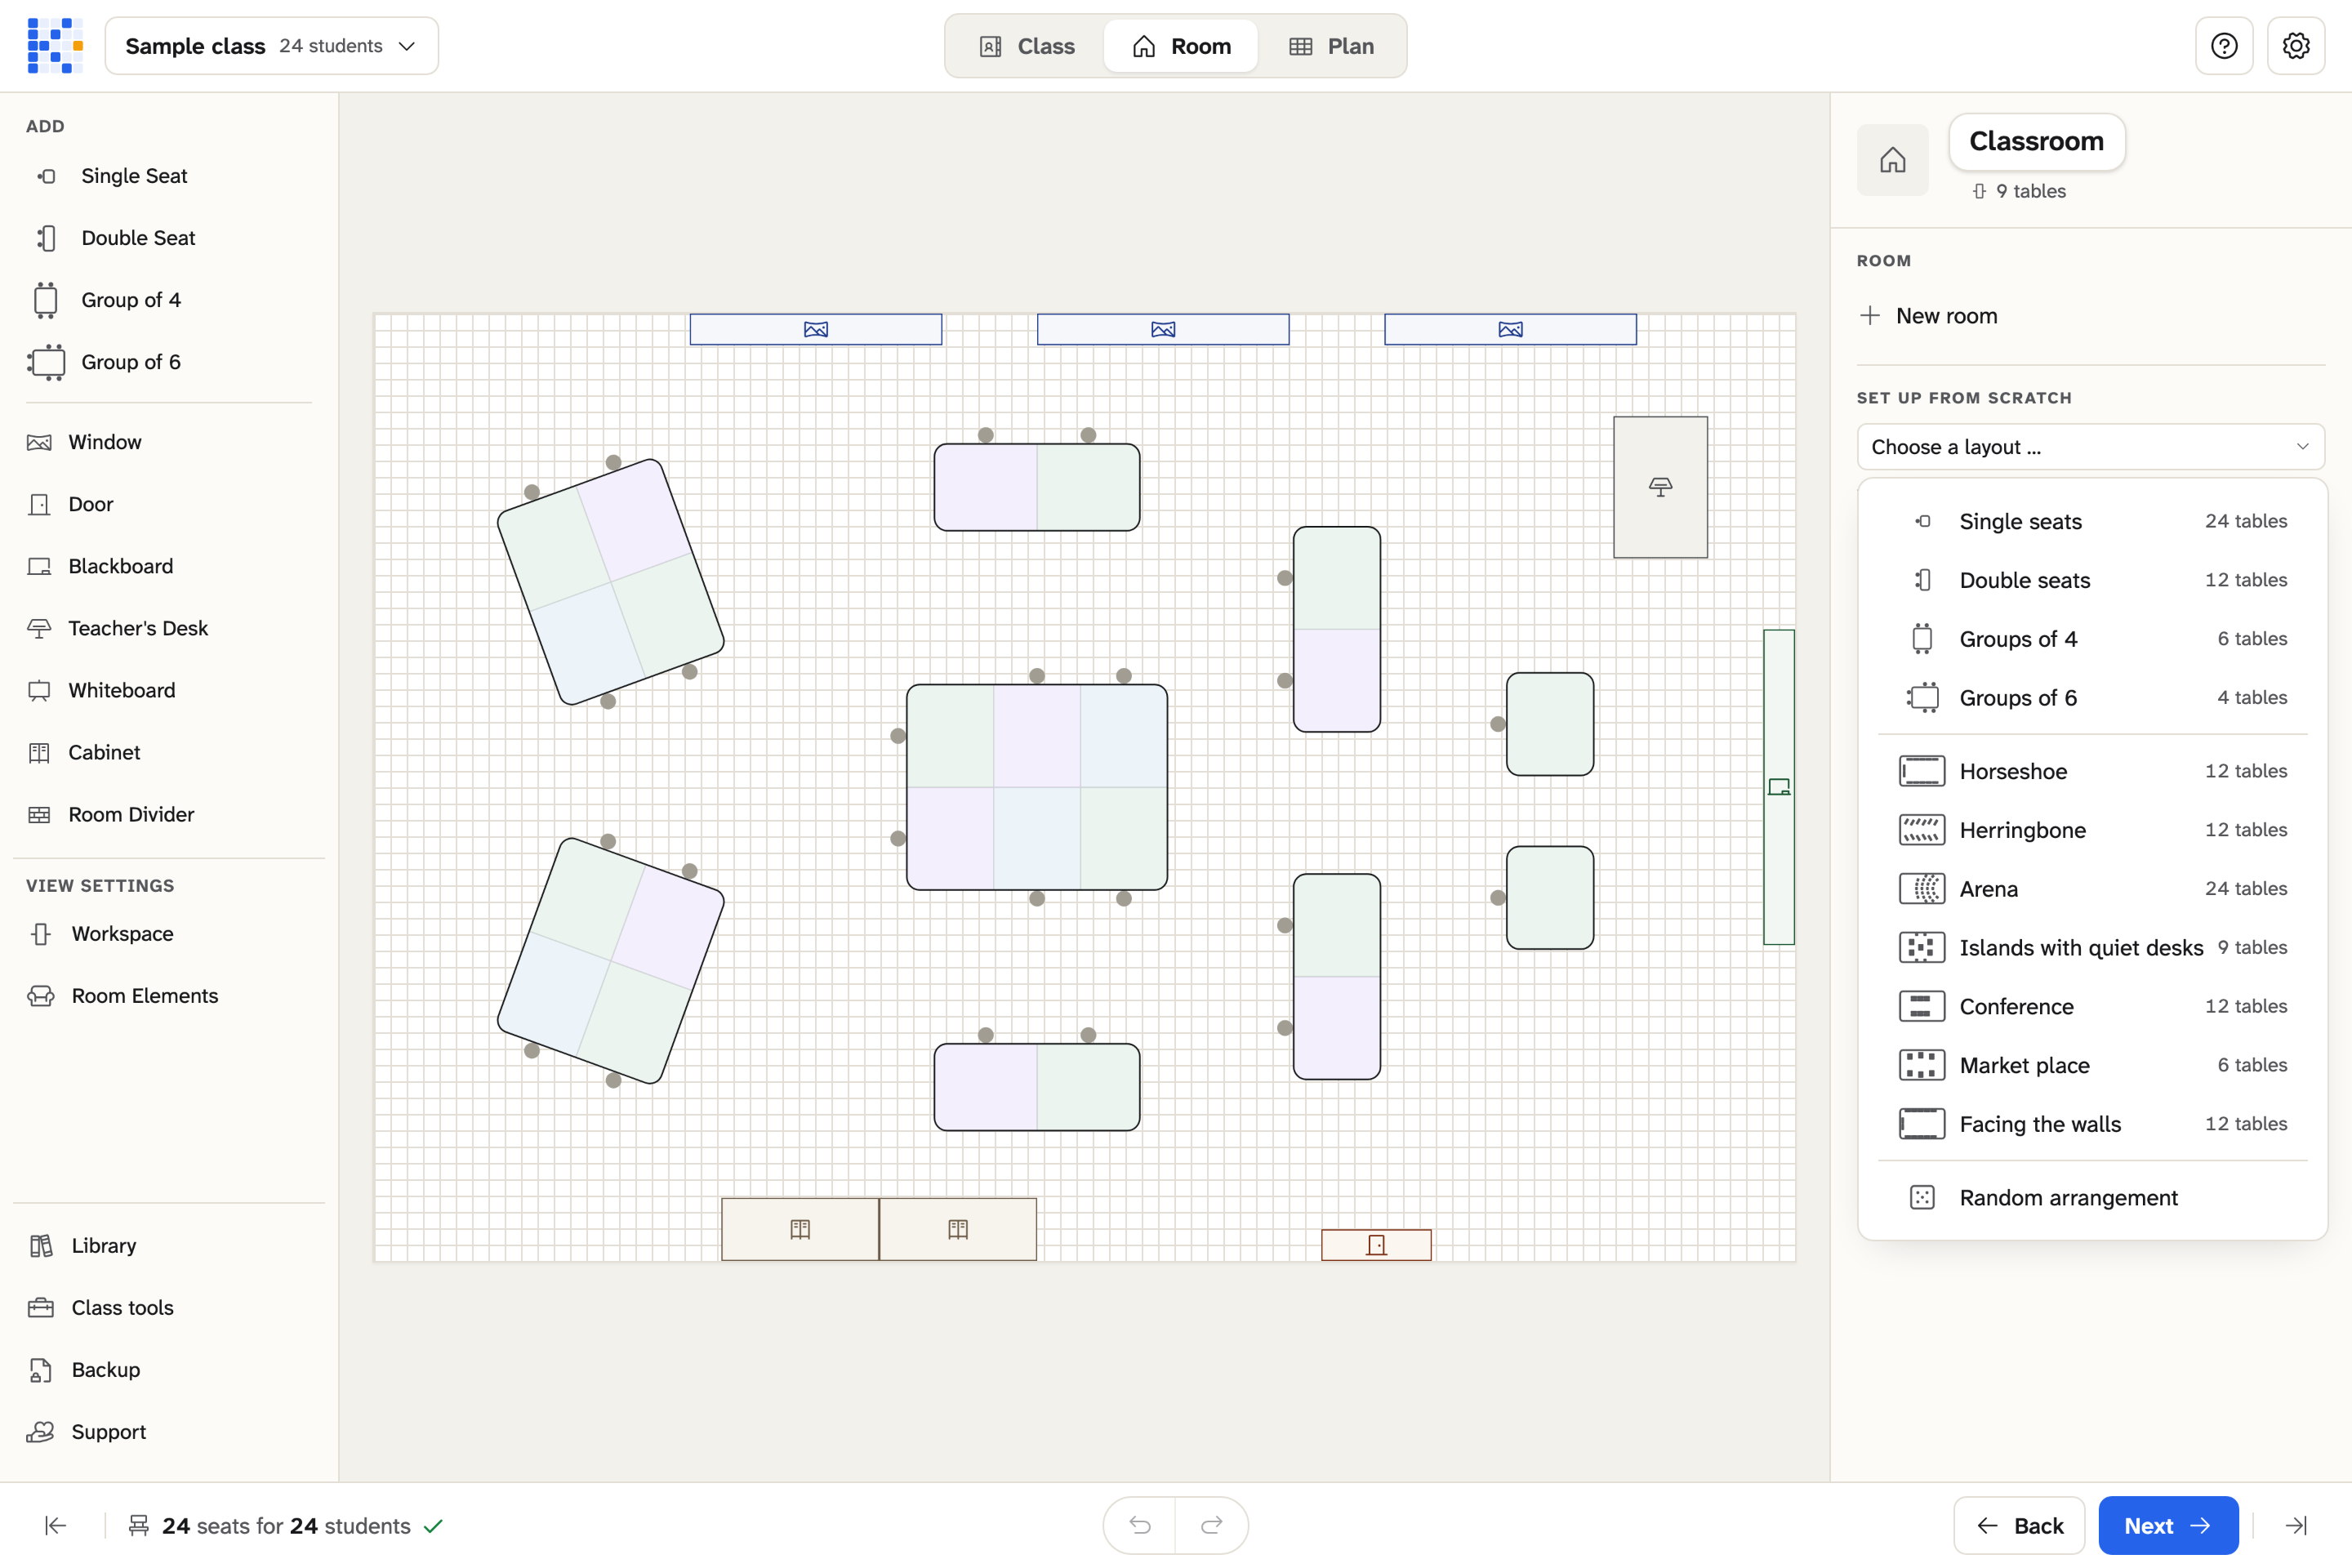 Sample class 24 students
Class
Room
Plan
ADD
Single Seat
Double Seat
Group of 4
Group of 6
Window
Door
Blackboard
Teacher's Desk
Whiteboard
Cabinet
Room Divider
VIEW SETTINGS
Workspace
Room Elements
Library
Class tools
Backup
Support
Classroom
9 tables
ROOM
New room
SET UP FROM SCRATCH
Choose a layout ...
Single seats 24 tables
Double seats 12 tables
Groups of 4 6 tables
Groups of 6 4 tables
Horseshoe 12 tables
Herringbone 12 tables
Arena 24 tables
Islands with quiet desks 9 tables
Conference 12 tables
Market place 6 tables
Facing the walls 12 tables
Random arrangement
24 seats for 24 students
Back
Next